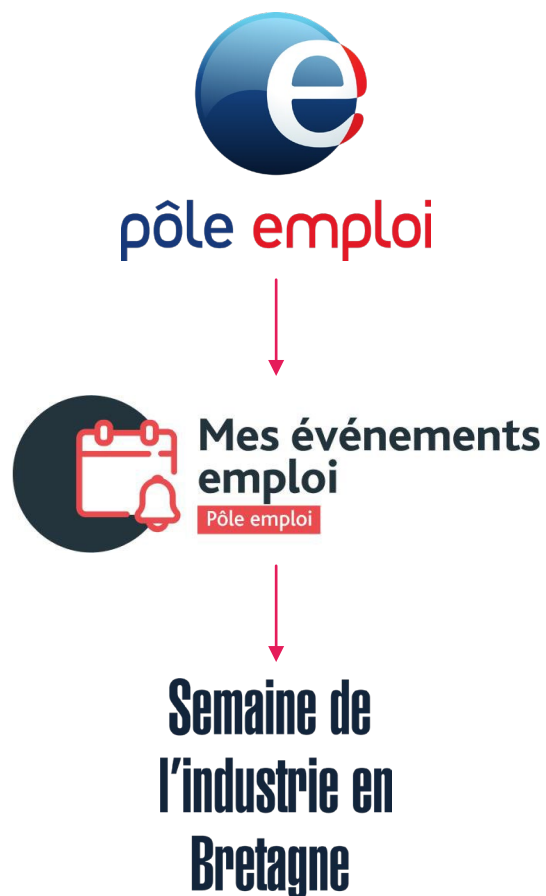 e
pôle emploi
Mes événements
emploi
Pôle emploi
Semaine de
l'industrie en
Bretagne